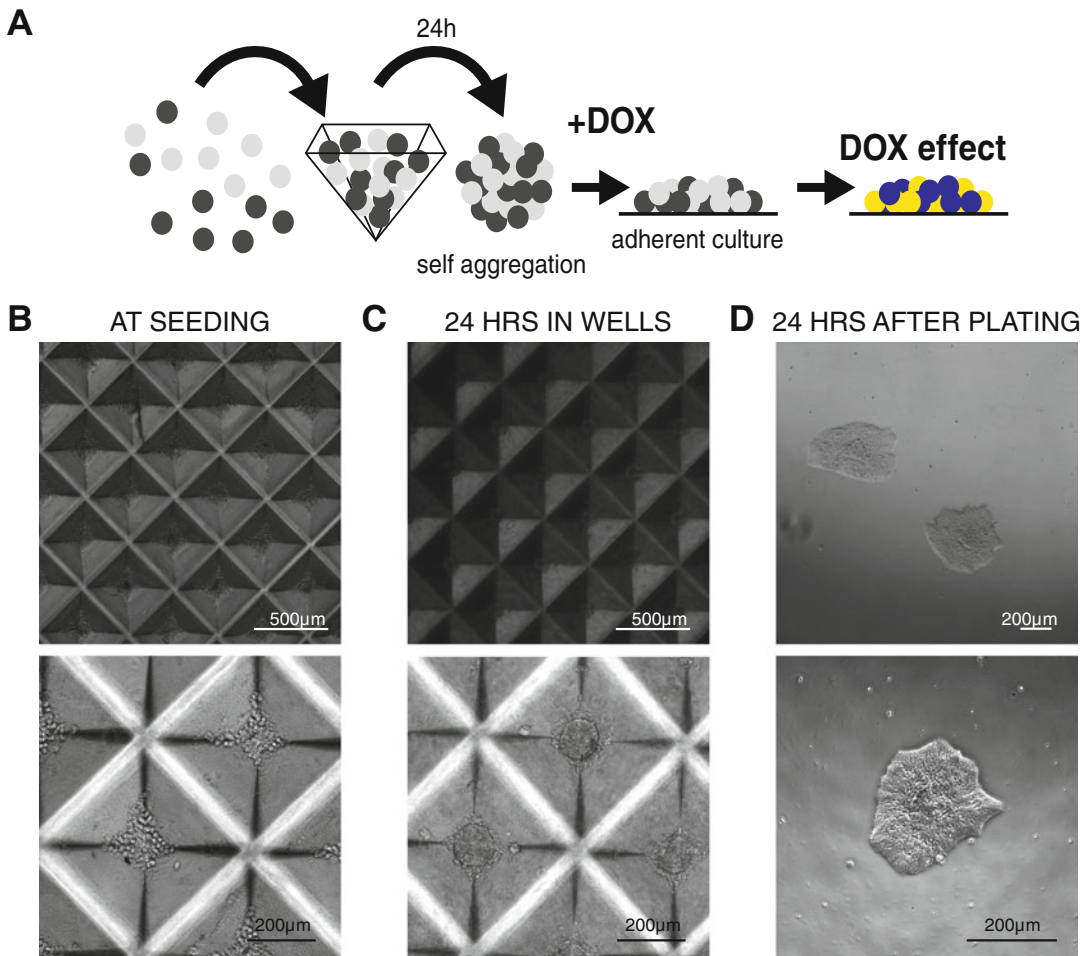 A
24h
+DOX
DOX effect
adherent culture
self aggregation
B AT SEEDING
C 24 HRS IN WELLS
D 24 HRS AFTER PLATING
500µm
500µm
200µm
200µm
200µm
200µm